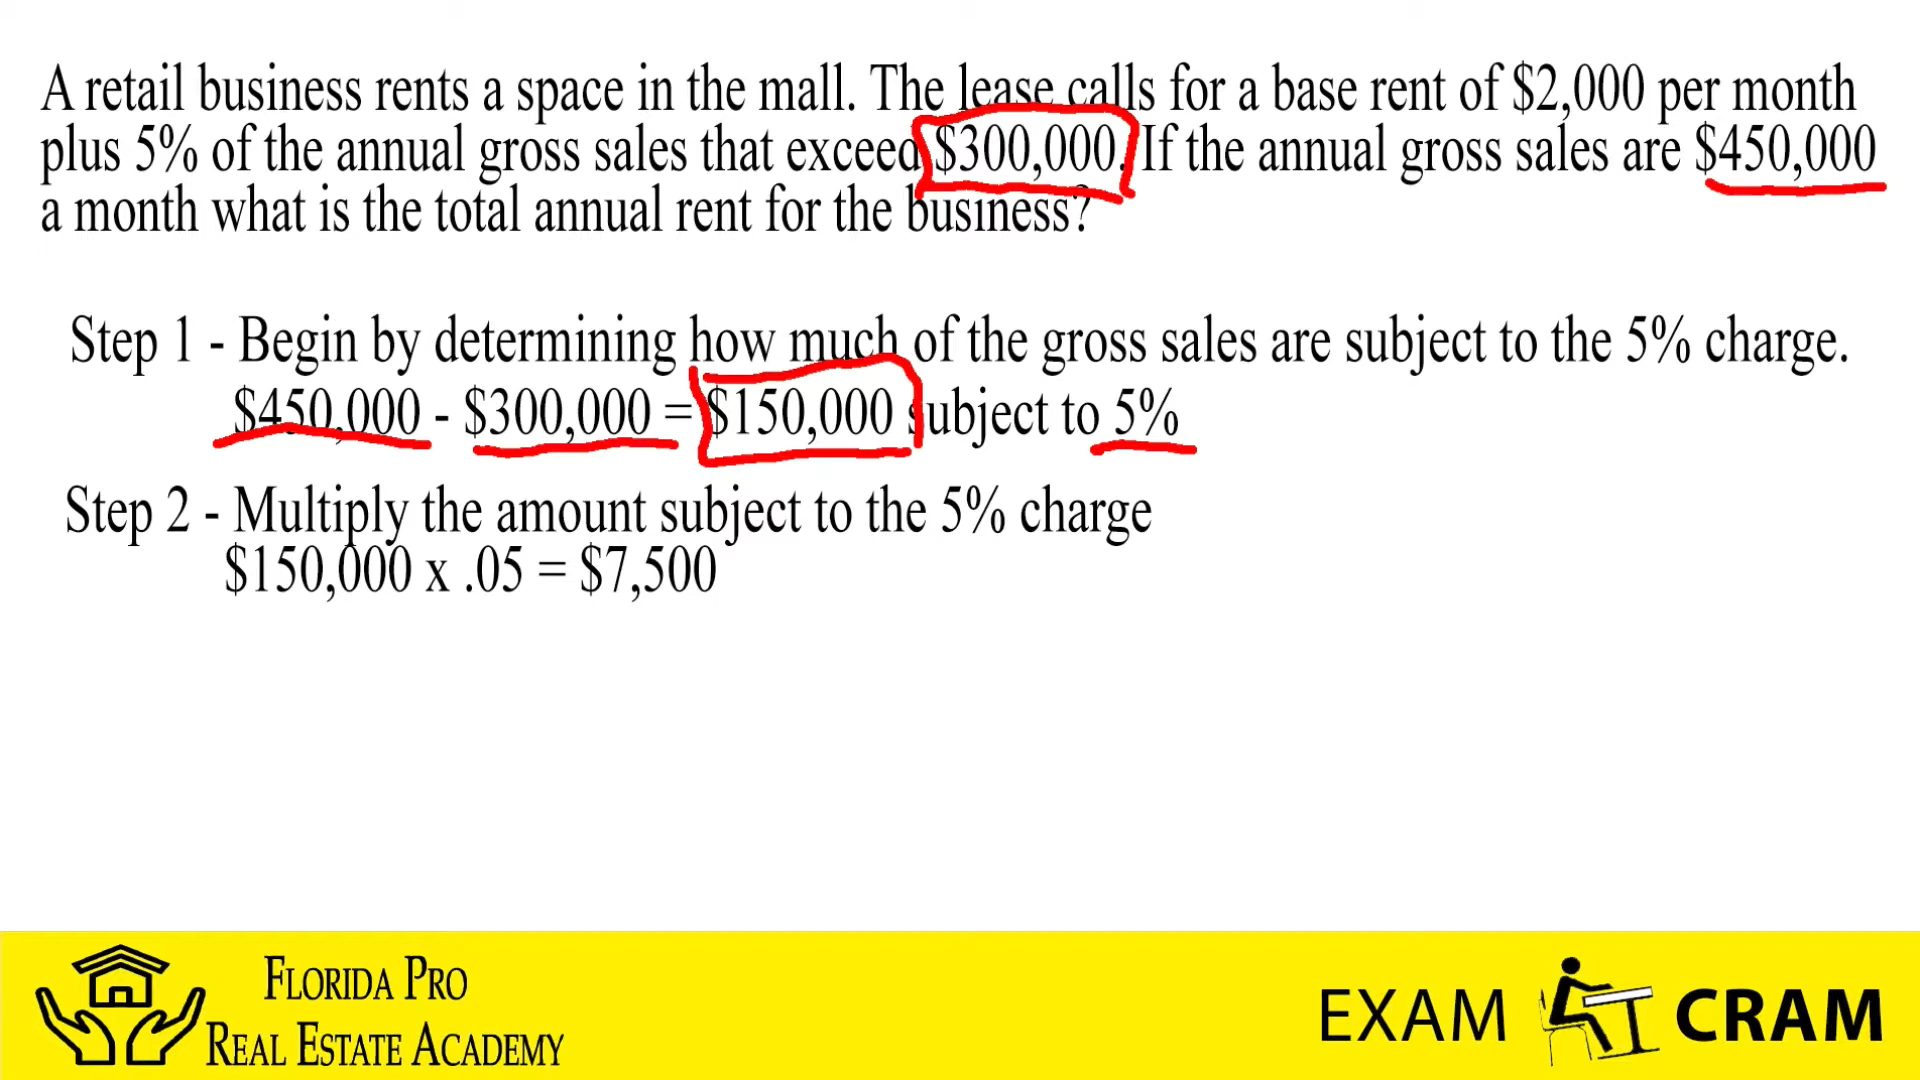 A retail business rents a space in the mall. The lease calls for a base rent of $2,000 per month
plus 5% of the annual gross sales that exceed $300,000. If the annual gross sales are $450,000
a month what is the total annual rent for the business?
Step 1 - Begin by determining how much of the gross sales are subject to the 5% charge.
$450,000 - $300,000 = $150,000 subject to 5%
Step 2 - Multiply the amount subject to the 5% charge
$150,000 x .05 = $7,500
FLORIDA PRO
REAL ESTATE ACADEMY
EXAM CRAM